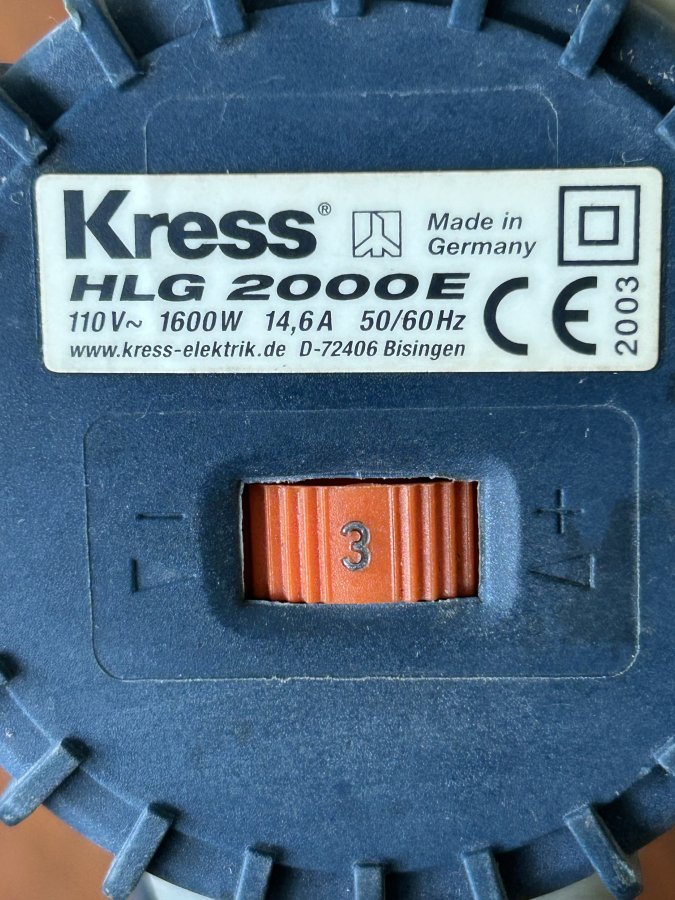 Kress®
Made in
Germany
HLG 2000E
110V~ 1600W 14,6A 50/60Hz
www.kress-elektrik.de D-72406 Bisingen
CE
2003
- 3 +